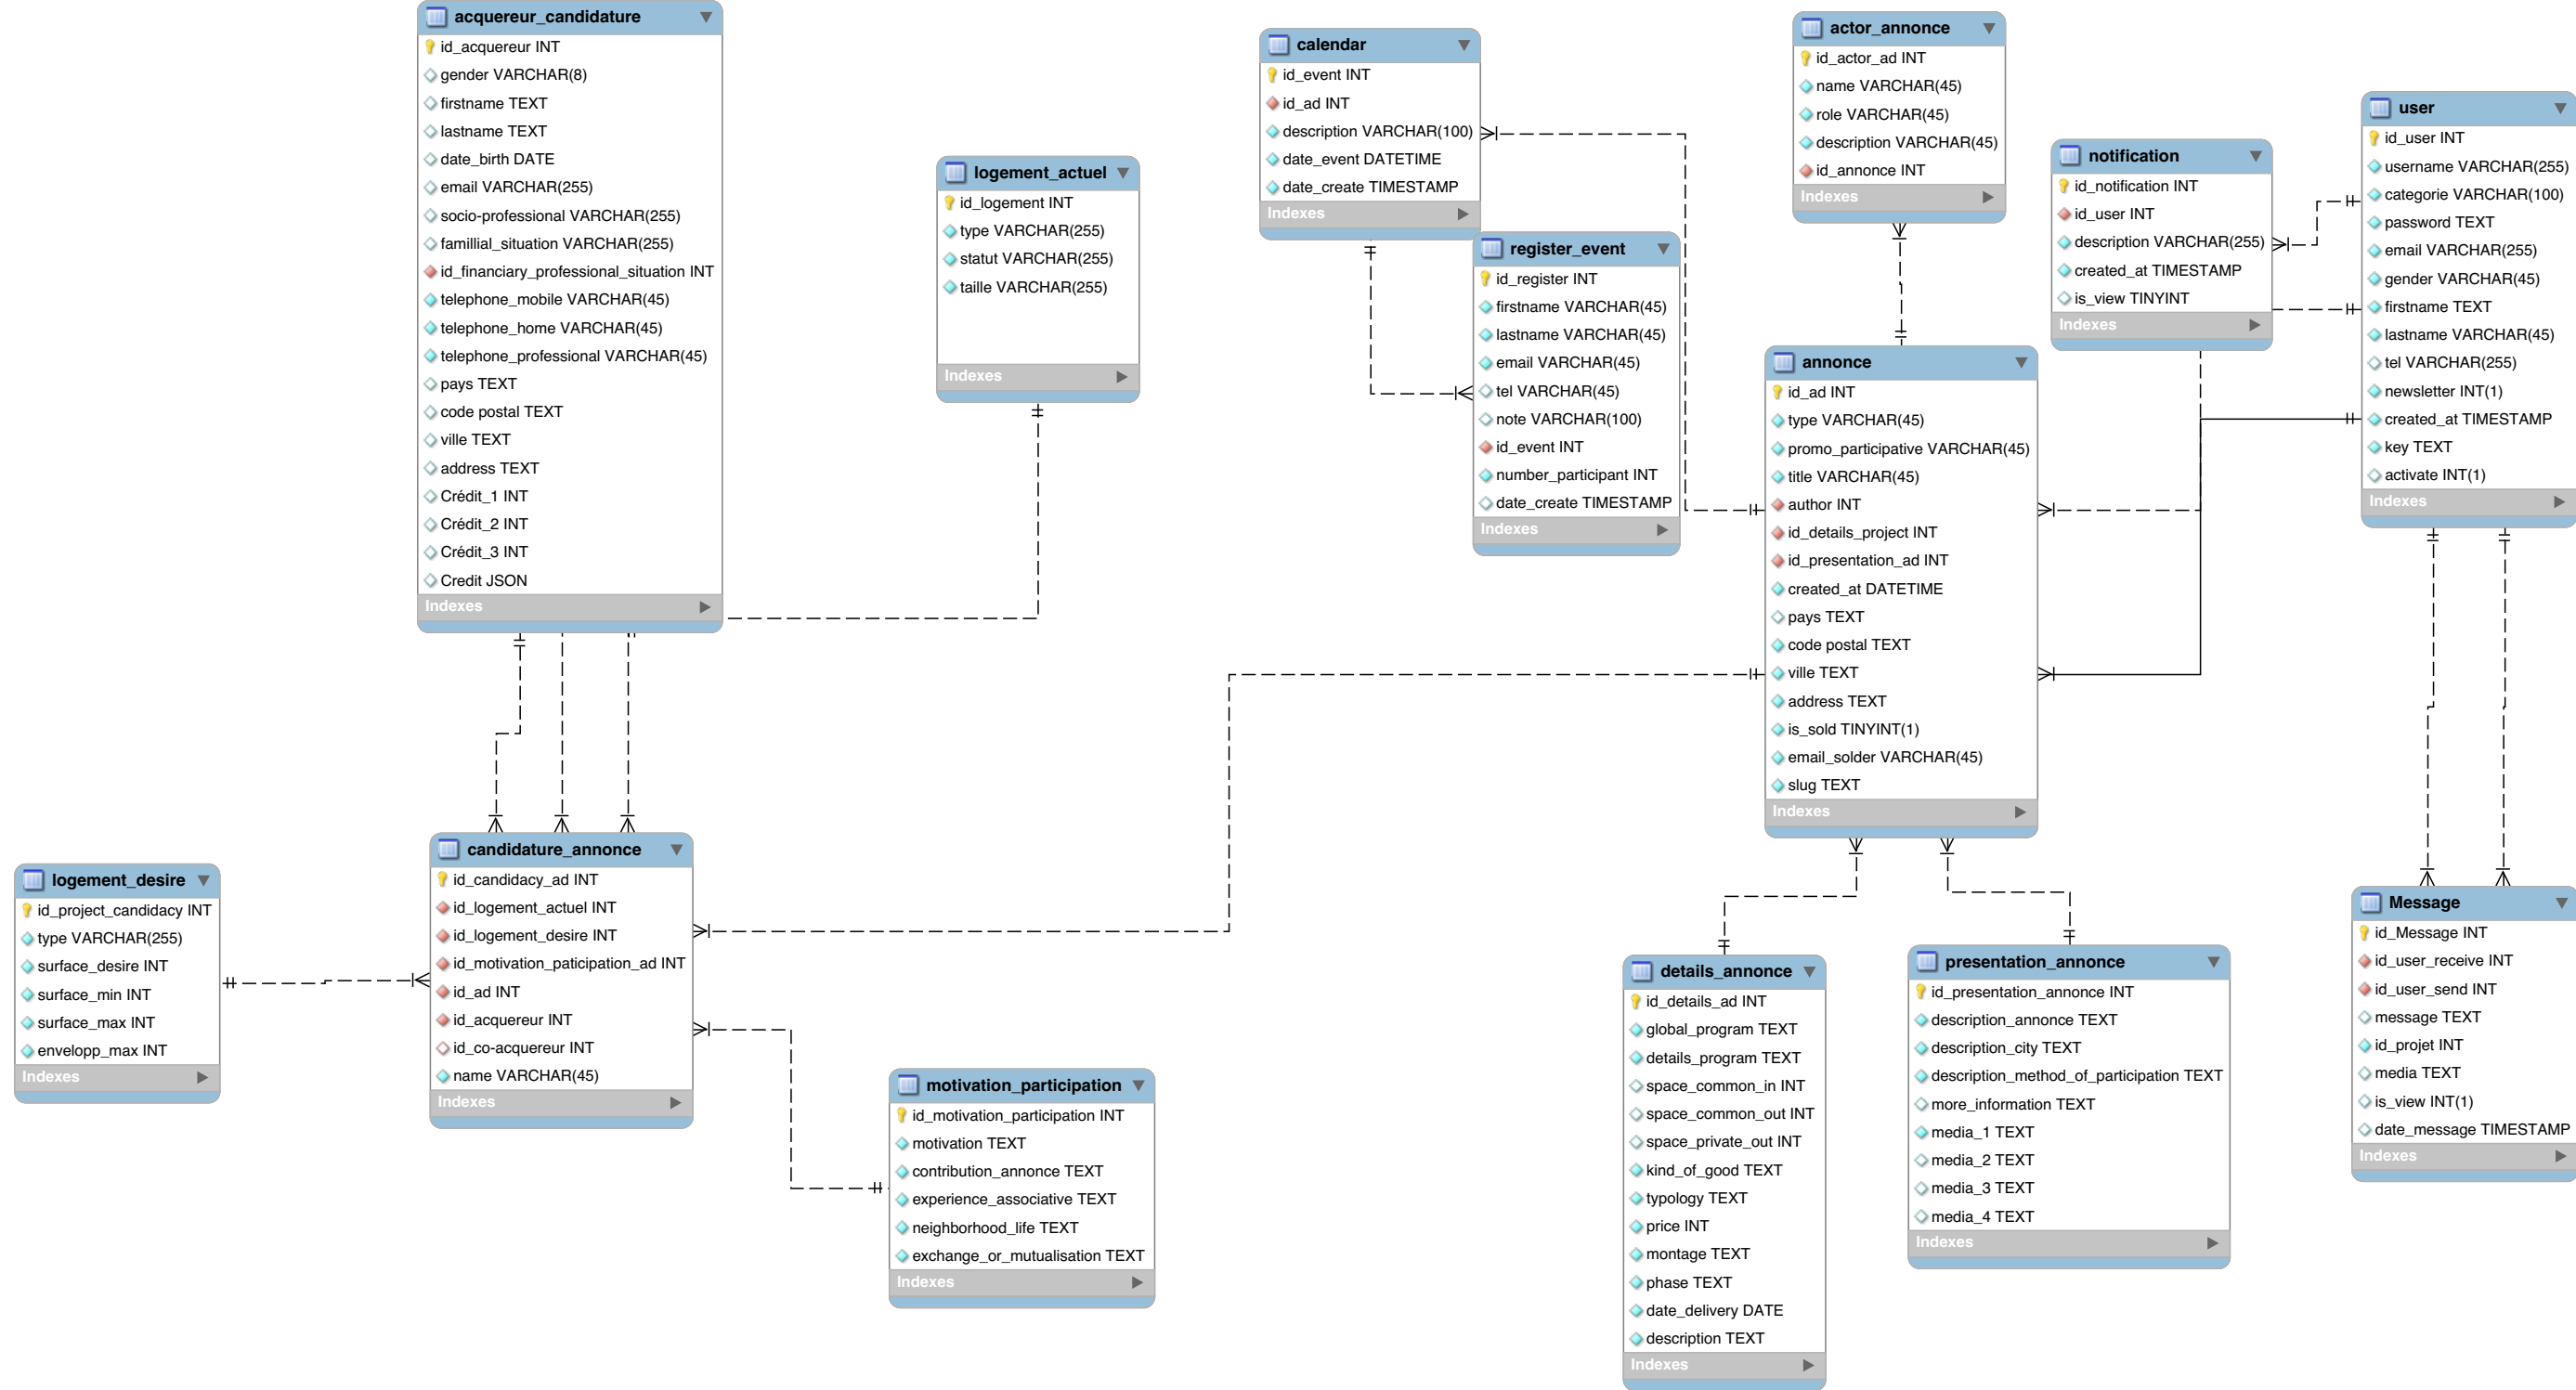 acquereur_candidature
id_acquereur INT
gender VARCHAR(8)
firstname TEXT
lastname TEXT
date_birth DATE
email VARCHAR(255)
socio-professional VARCHAR(255)
famillial_situation VARCHAR(255)
id_financiary_professional_situation INT
telephone_mobile VARCHAR(45)
telephone_home VARCHAR(45)
telephone_professional VARCHAR(45)
pays TEXT
code postal TEXT
ville TEXT
address TEXT
Crédit_1 INT
Crédit_2 INT
Crédit_3 INT
Credit JSON
Indexes
logement_actuel
id_logement INT
type VARCHAR(255)
statut VARCHAR(255)
taille VARCHAR(255)
Indexes
calendar
id_event INT
id_ad INT
description VARCHAR(100)
date_event DATETIME
date_create TIMESTAMP
Indexes
register_event
id_register INT
firstname VARCHAR(45)
lastname VARCHAR(45)
email VARCHAR(45)
tel VARCHAR(45)
note VARCHAR(100)
id_event INT
number_participant INT
date_create TIMESTAMP
Indexes
actor_annonce
id_actor_ad INT
name VARCHAR(45)
role VARCHAR(45)
description VARCHAR(45)
id_annonce INT
Indexes
notification
id_notification INT
id_user INT
description VARCHAR(255)
created_at TIMESTAMP
is_view TINYINT
Indexes
user
id_user INT
username VARCHAR(255)
categorie VARCHAR(100)
password TEXT
email VARCHAR(255)
gender VARCHAR(45)
firstname TEXT
lastname VARCHAR(45)
tel VARCHAR(255)
newsletter INT(1)
created_at TIMESTAMP
key TEXT
activate INT(1)
Indexes
annonce
id_ad INT
type VARCHAR(45)
promo_participative VARCHAR(45)
title VARCHAR(45)
author INT
id_details_project INT
id_presentation_ad INT
created_at DATETIME
pays TEXT
code postal TEXT
ville TEXT
address TEXT
is_sold TINYINT(1)
email_solder VARCHAR(45)
slug TEXT
Indexes
logement_desire
id_project_candidacy INT
type VARCHAR(255)
surface_desire INT
surface_min INT
surface_max INT
envelopp_max INT
Indexes
candidature_annonce
id_candidacy_ad INT
id_logement_actuel INT
id_logement_desire INT
id_motivation_paticipation_ad INT
id_ad INT
id_acquereur INT
id_co-acquereur INT
name VARCHAR(45)
Indexes
motivation_participation
id_motivation_participation INT
motivation TEXT
contribution_annonce TEXT
experience_associative TEXT
neighborhood_life TEXT
exchange_or_mutualisation TEXT
Indexes
details_annonce
id_details_ad INT
global_program TEXT
details_program TEXT
space_common_in INT
space_common_out INT
space_private_out INT
kind_of_good TEXT
typology TEXT
price INT
montage TEXT
phase TEXT
date_delivery DATE
description TEXT
Indexes
presentation_annonce
id_presentation_annonce INT
description_annonce TEXT
description_city TEXT
description_method_of_participation TEXT
more_information TEXT
media_1 TEXT
media_2 TEXT
media_3 TEXT
media_4 TEXT
Indexes
Message
id_Message INT
id_user_receive INT
id_user_send INT
message TEXT
id_projet INT
media TEXT
is_view INT(1)
date_message TIMESTAMP
Indexes